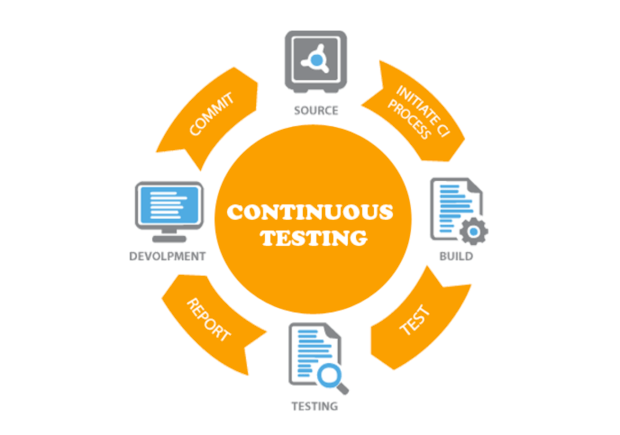 SOURCE
COMMIT
INITIATE CI
PROCESS
CONTINUOUS
TESTING
DEVOLPMENT
BUILD
REPORT
TEST
TESTING